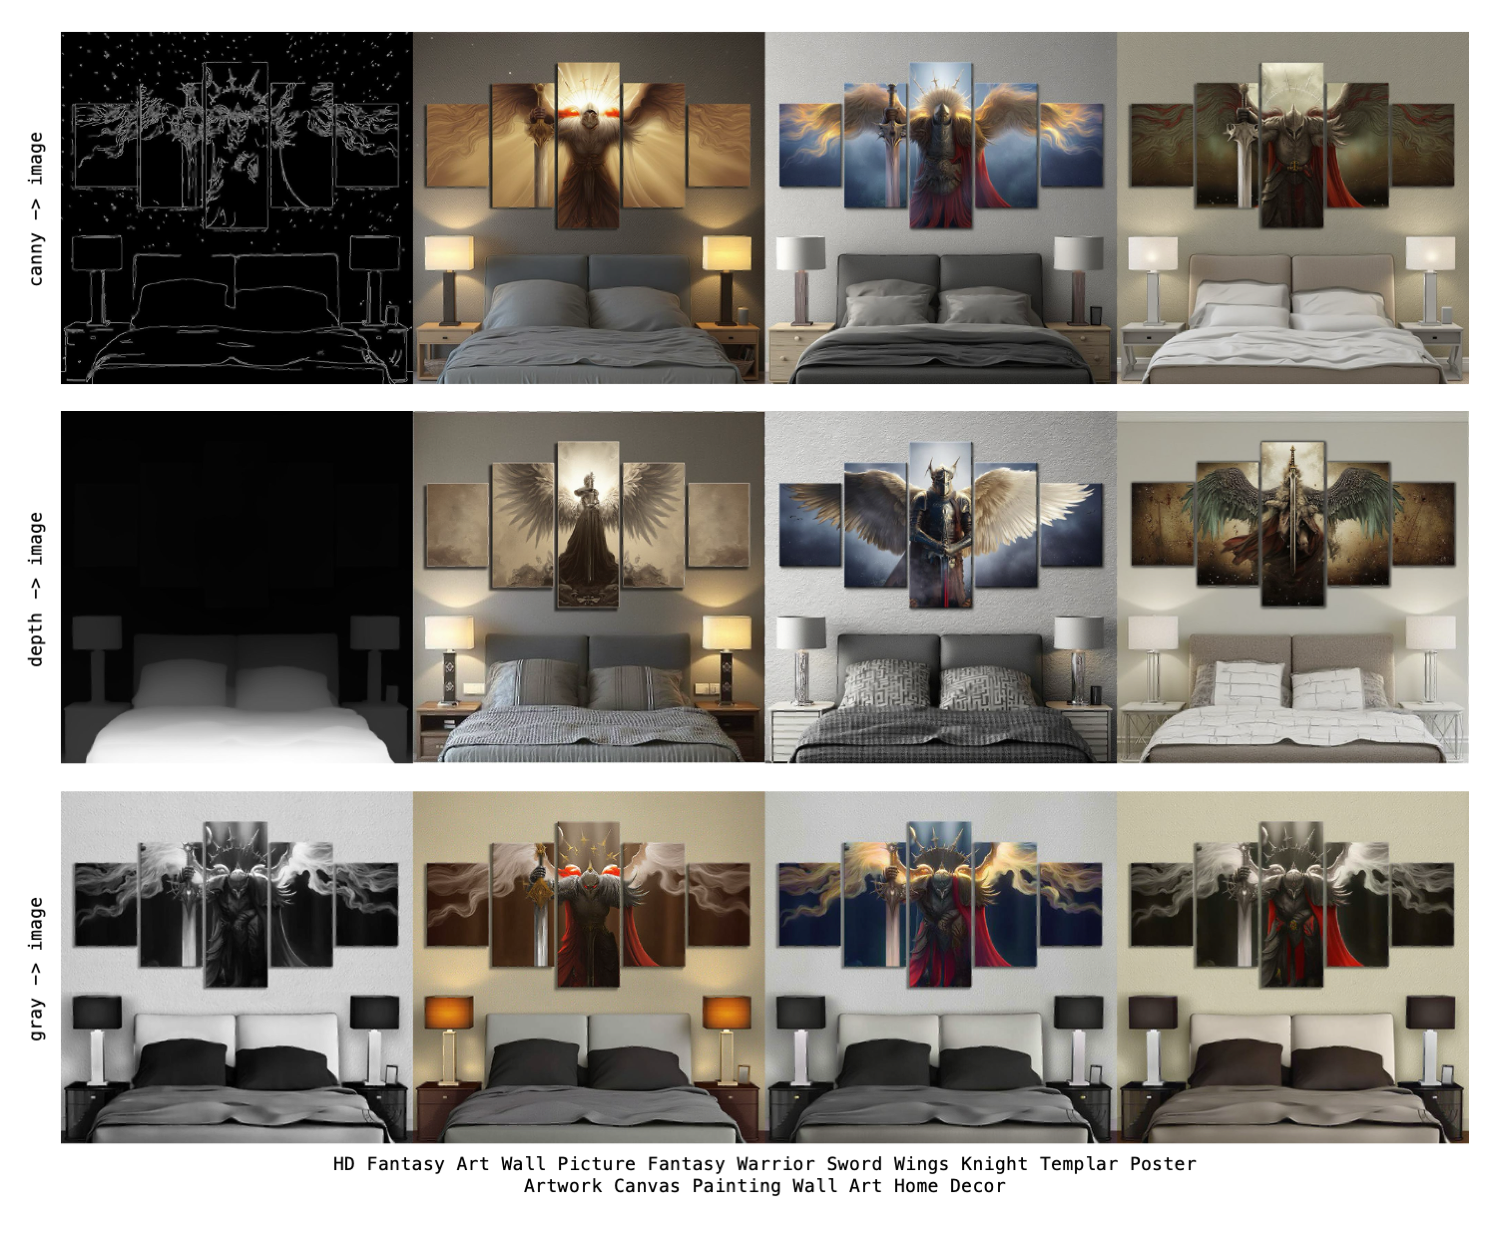 canny -> image
depth -> image
gray -> image
HD Fantasy Art Wall Picture Fantasy Warrior Sword Wings Knight Templar Poster
Artwork Canvas Painting Wall Art Home Decor